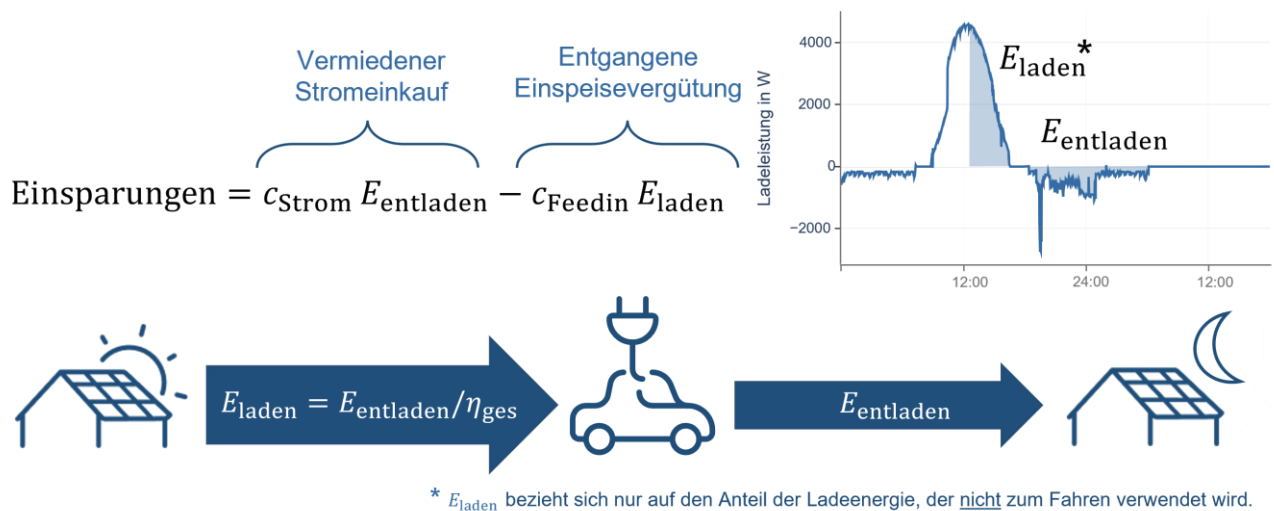 Vermiedener
Stromeinkauf
Entgangene
Einspeisevergütung
Einsparungen = c_Strom E_entladen − c_Feedin E_laden
Ladeleistung in W
4000
2000
0
−2000
12:00
24:00
12:00
E_laden*
E_entladen
E_laden = E_entladen/η_ges
E_entladen
* E_laden bezieht sich nur auf den Anteil der Ladeenergie, der nicht zum Fahren verwendet wird.